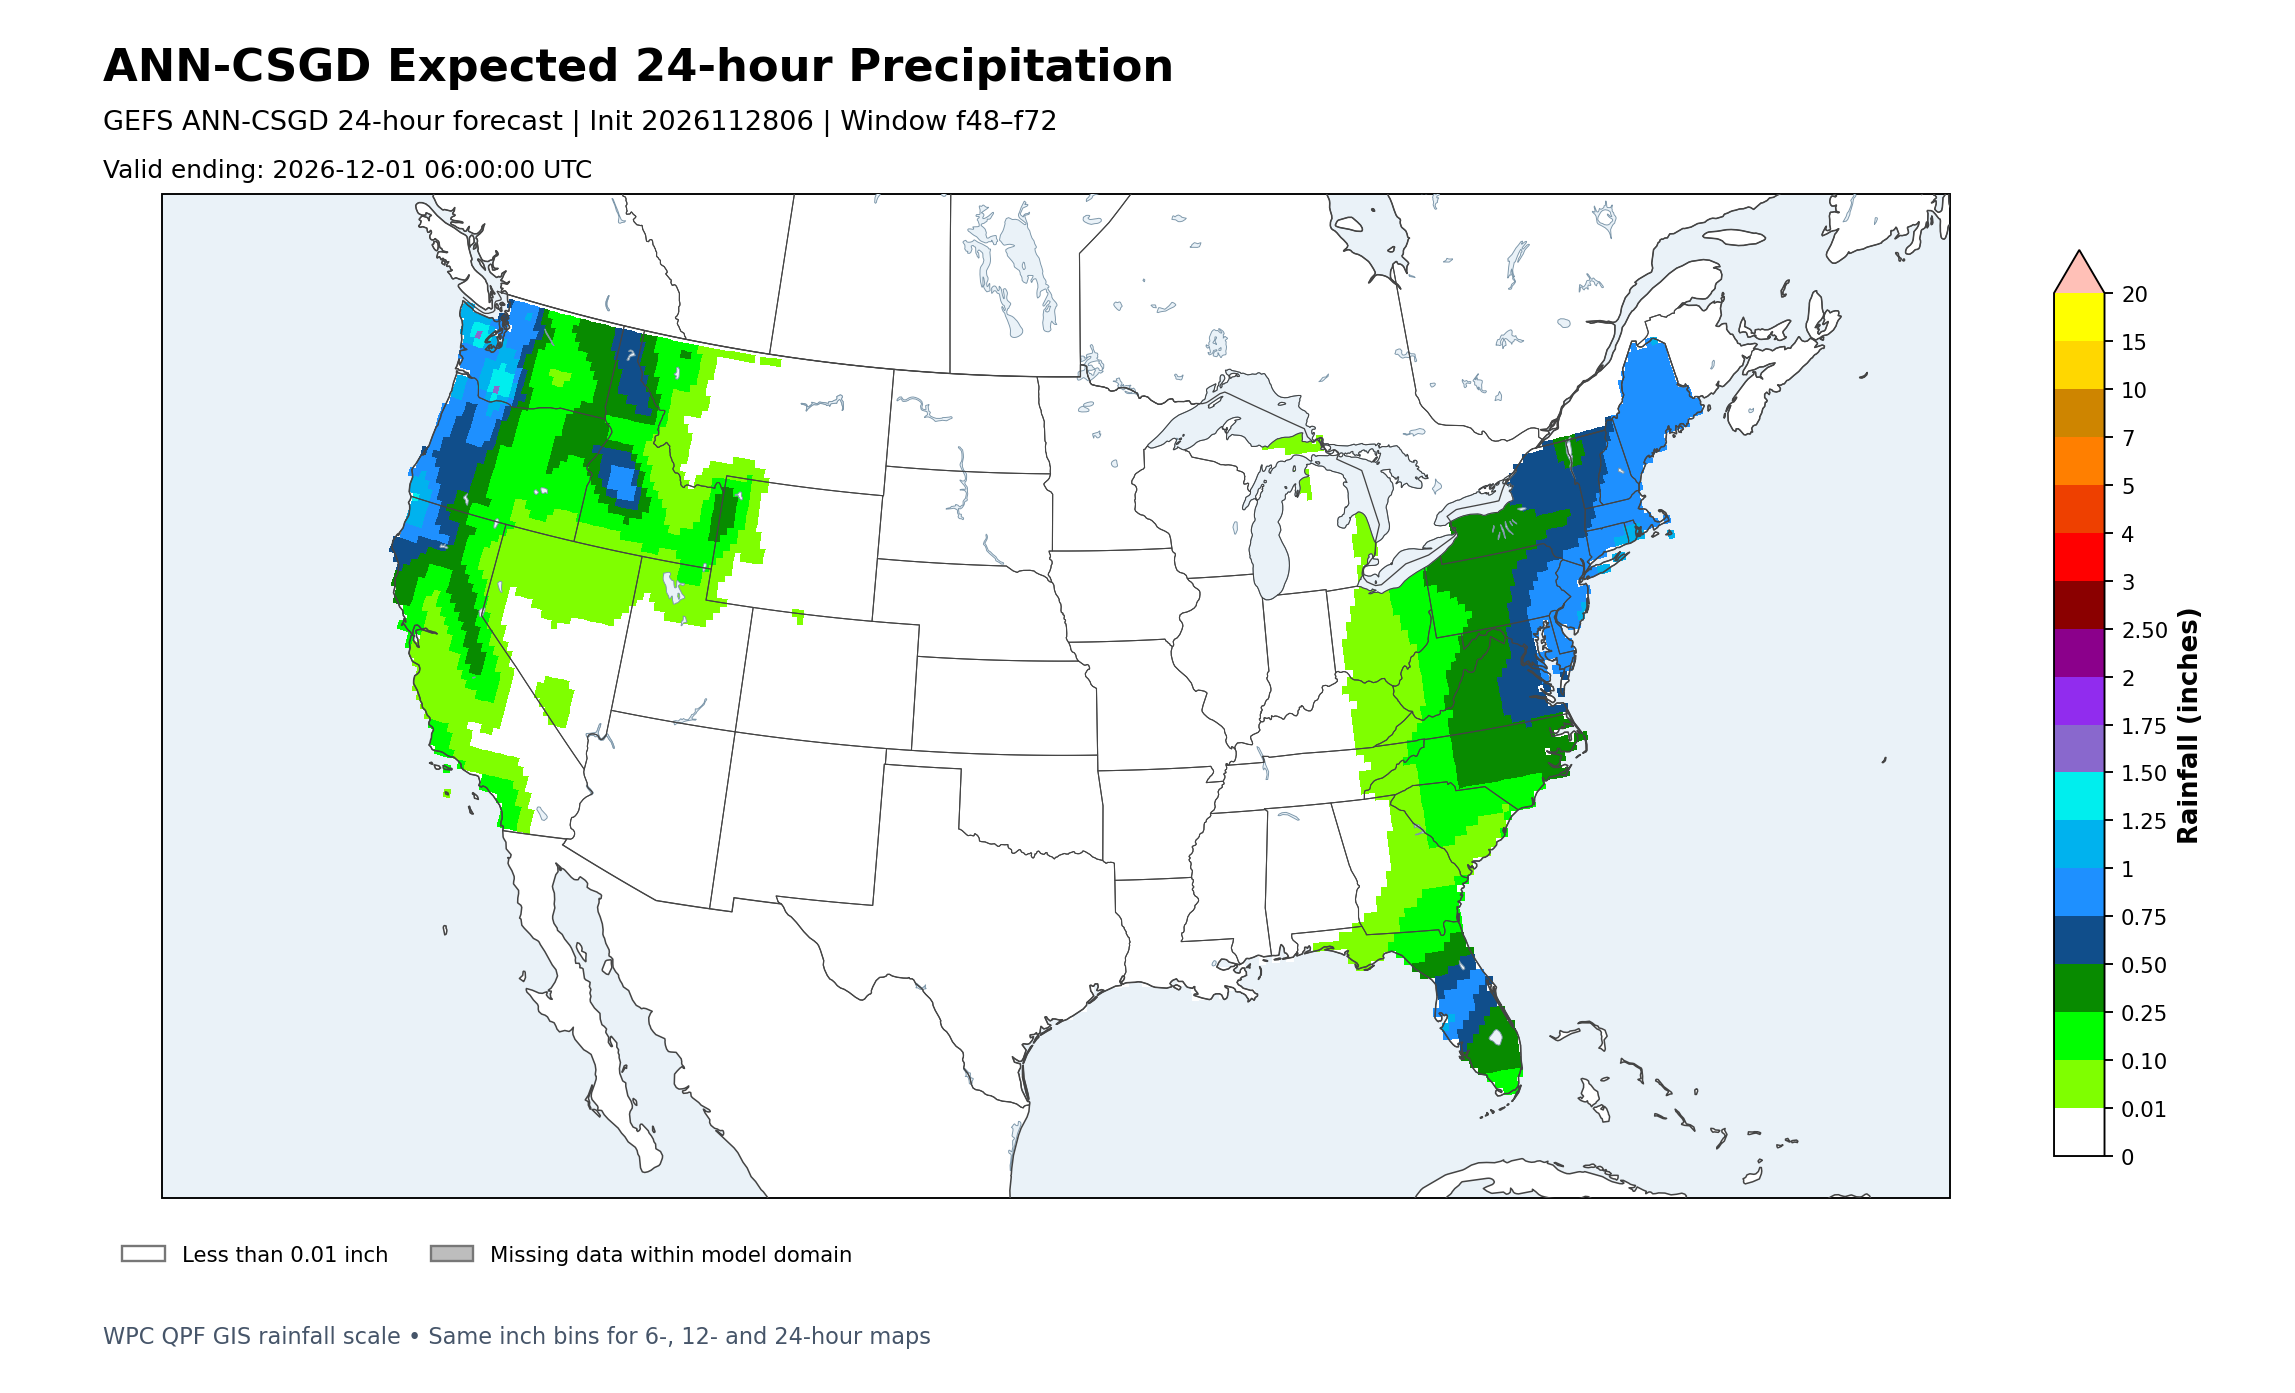 ANN-CSGD Expected 24-hour Precipitation
GEFS ANN-CSGD 24-hour forecast | Init 2026112806 | Window f48–f72
Valid ending: 2026-12-01 06:00:00 UTC
20
15
10
7
5
4
3
2.50
2
1.75
1.50
1.25
1
0.75
0.50
0.25
0.10
0.01
0
Rainfall (inches)
Less than 0.01 inch
Missing data within model domain
WPC QPF GIS rainfall scale • Same inch bins for 6-, 12- and 24-hour maps